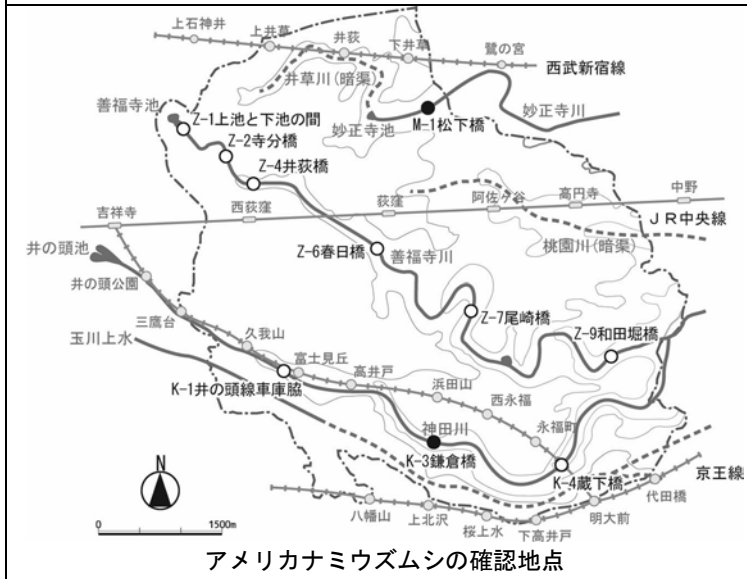 上石神井
上井草
井荻
下井草
鷺の宮
西武新宿線
井草川(暗渠)
善福寺池
妙正寺池
妙正寺川
M-1松下橋
Z-1上池と下池の間
Z-2寺分橋
Z-4井荻橋
吉祥寺
西荻窪
荻窪
阿佐ケ谷
高円寺
中野
JR中央線
桃園川(暗渠)
井の頭池
井の頭公園
Z-6春日橋
善福寺川
三鷹台
Z-7尾崎橋
Z-9和田堀橋
玉川上水
久我山
富士見丘
高井戸
浜田山
西永福
永福町
K-1井の頭線車庫脇
神田川
K-3鎌倉橋
K-4蔵下橋
京王線
代田橋
明大前
下高井戸
桜上水
上北沢
八幡山
N
0 1500m
アメリカナミウズムシの確認地点